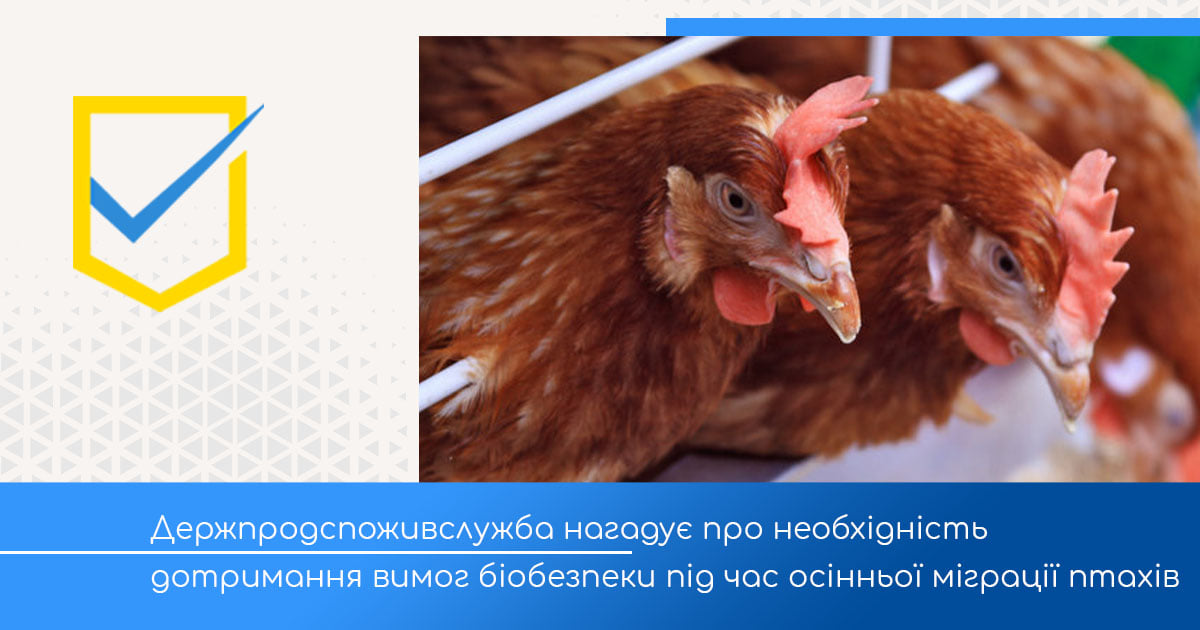 Держпродспоживслужба нагадує про необхідність
дотримання вимог біобезпеки під час осінньої міграції птахів